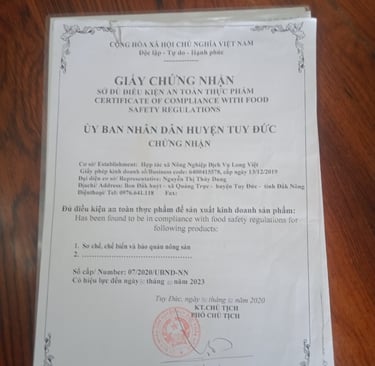 CỘNG HÒA XÃ HỘI CHỦ NGHĨA VIỆT NAM
Độc lập - Tự do - Hạnh phúc
GIẤY CHỨNG NHẬN
SỞ DỦ DIỀU KIỆN AN TOÀN THỰC PHẨM
CERTIFICATE OF COMPLIANCE WITH FOOD
SAFETY REGULATIONS
ỦY BAN NHÂN DÂN HUYỆN TUY ĐỨC
CHỨNG NHẬN
Cơ sở/ Establishment: Hợp tác xã Nông Nghiệp Dịch Vụ Long Việt
Giấy phép kinh doanh số/Business code: 6400415578, cấp ngày 13/12/2019
Đại diện cơ sở/ Representative: Nguyễn Thị Thùy Dung
Địa chỉ/ Address: Bon Đăk huýt - xã Quảng Trực - huyện Tuy Đức - tỉnh Đắk Nông
Điện thoại/ Tel: 0976.641.118 Fax:
Đủ điều kiện an toàn thực phẩm để sản xuất kinh doanh sản phẩm:
Has been found to be in compliance with food safety regulations for
following products:
1. Sơ chế, chế biến và bảo quản nông sản
2. ........................................
Số cấp/ Number: 07/2020/UBND-NN
Có hiệu lực đến ngày tháng năm 2023
Tuy Đức, ngày tháng năm 2020
KT.CHỦ TỊCH
PHÓ CHỦ TỊCH